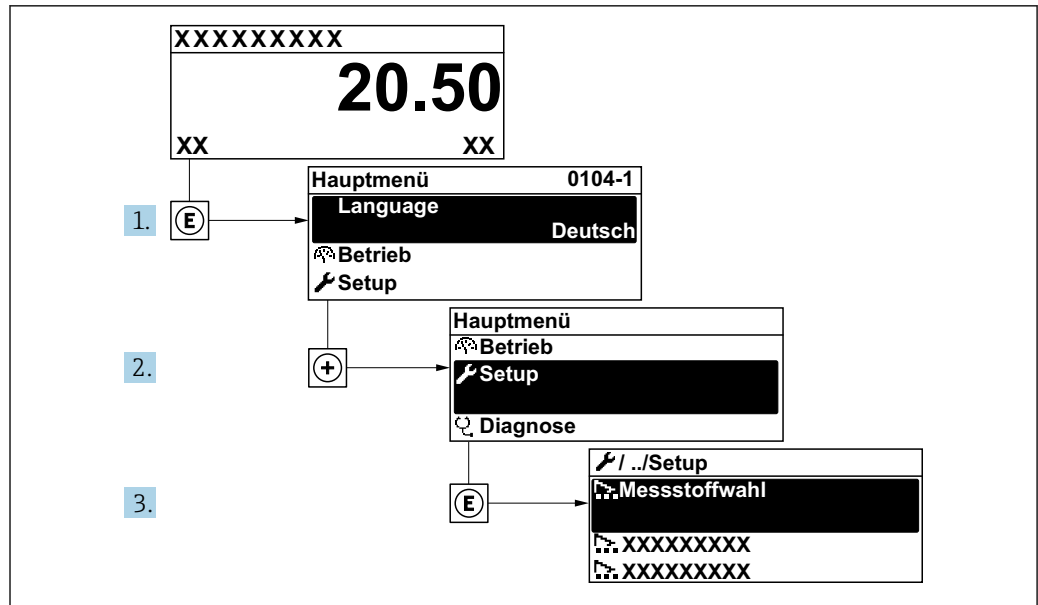 XXXXXXXXX
20.50
XX XX
Hauptmenü 0104-1
1. E Language
Deutsch
Betrieb
Setup
Hauptmenü
Betrieb
2. + Setup
Diagnose
/ ../Setup
3. E Messstoffwahl
XXXXXXXXX
XXXXXXXXX